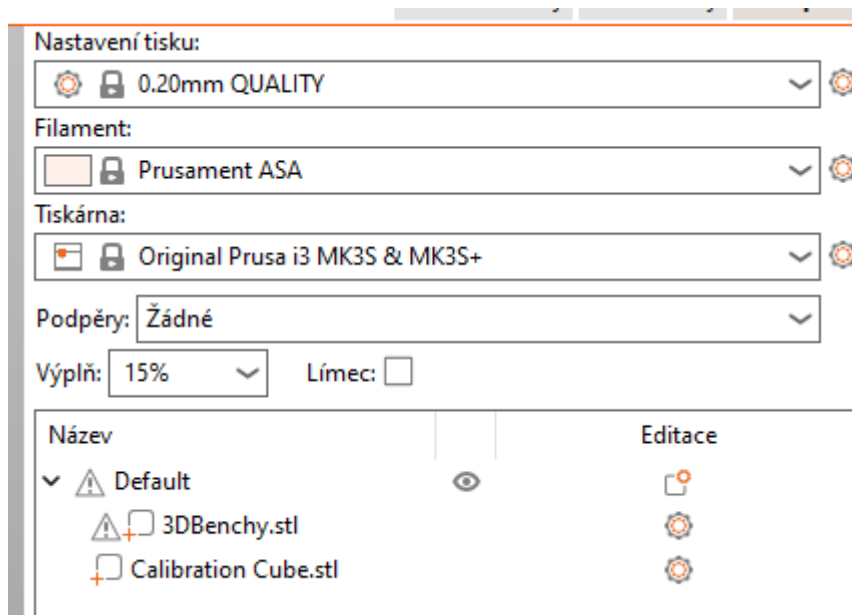 Nastavení tisku:
0.20mm QUALITY
Filament:
Prusament ASA
Tiskárna:
Original Prusa i3 MK3S & MK3S+
Podpěry: Žádné
Výplň: 15% Límec:
Název Editace
Default
3DBenchy.stl
Calibration Cube.stl